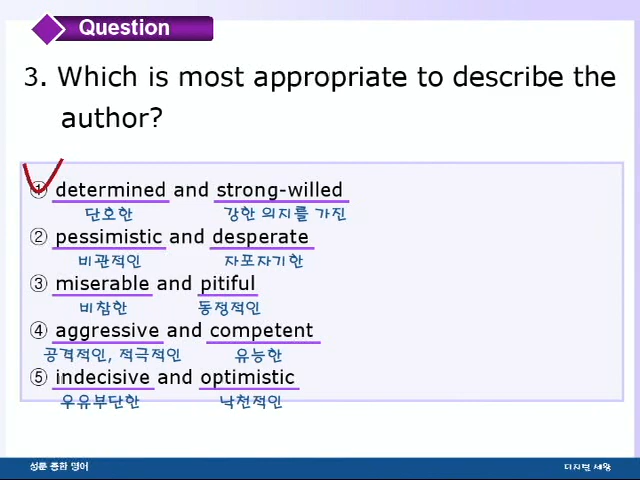 Question
3. Which is most appropriate to describe the
author?
① determined and strong-willed
단호한 강한 의지를 가진
② pessimistic and desperate
비관적인 자포자기한
③ miserable and pitiful
비참한 동정적인
④ aggressive and competent
공격적인, 적극적인 유능한
⑤ indecisive and optimistic
우유부단한 낙천적인
종합 영어
디지털 세왕